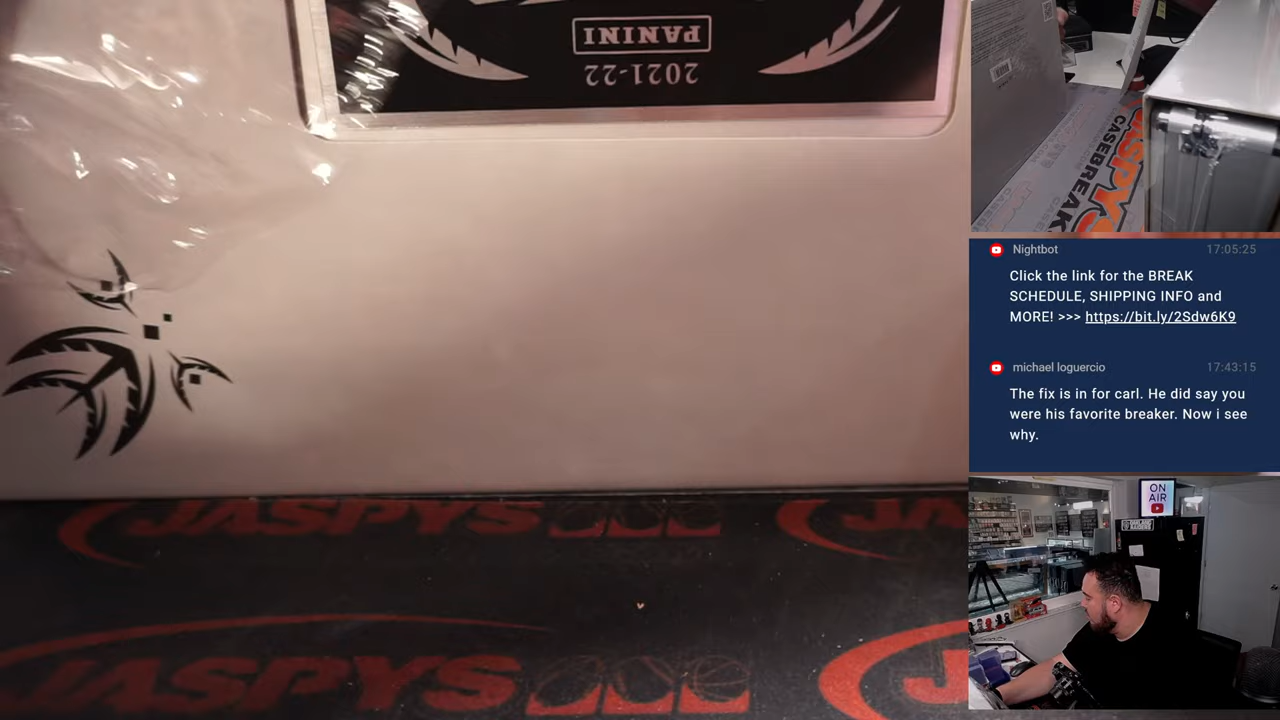 PANINI
2021-22
JASPYS
JASPYS
JASPYS
CASEBREAK
Nightbot 17:05:25
Click the link for the BREAK
SCHEDULE, SHIPPING INFO and
MORE! >>> https://bit.ly/2Sdw6K9
michael loguercio 17:43:15
The fix is in for carl. He did say you
were his favorite breaker. Now i see
why.
ON
AIR